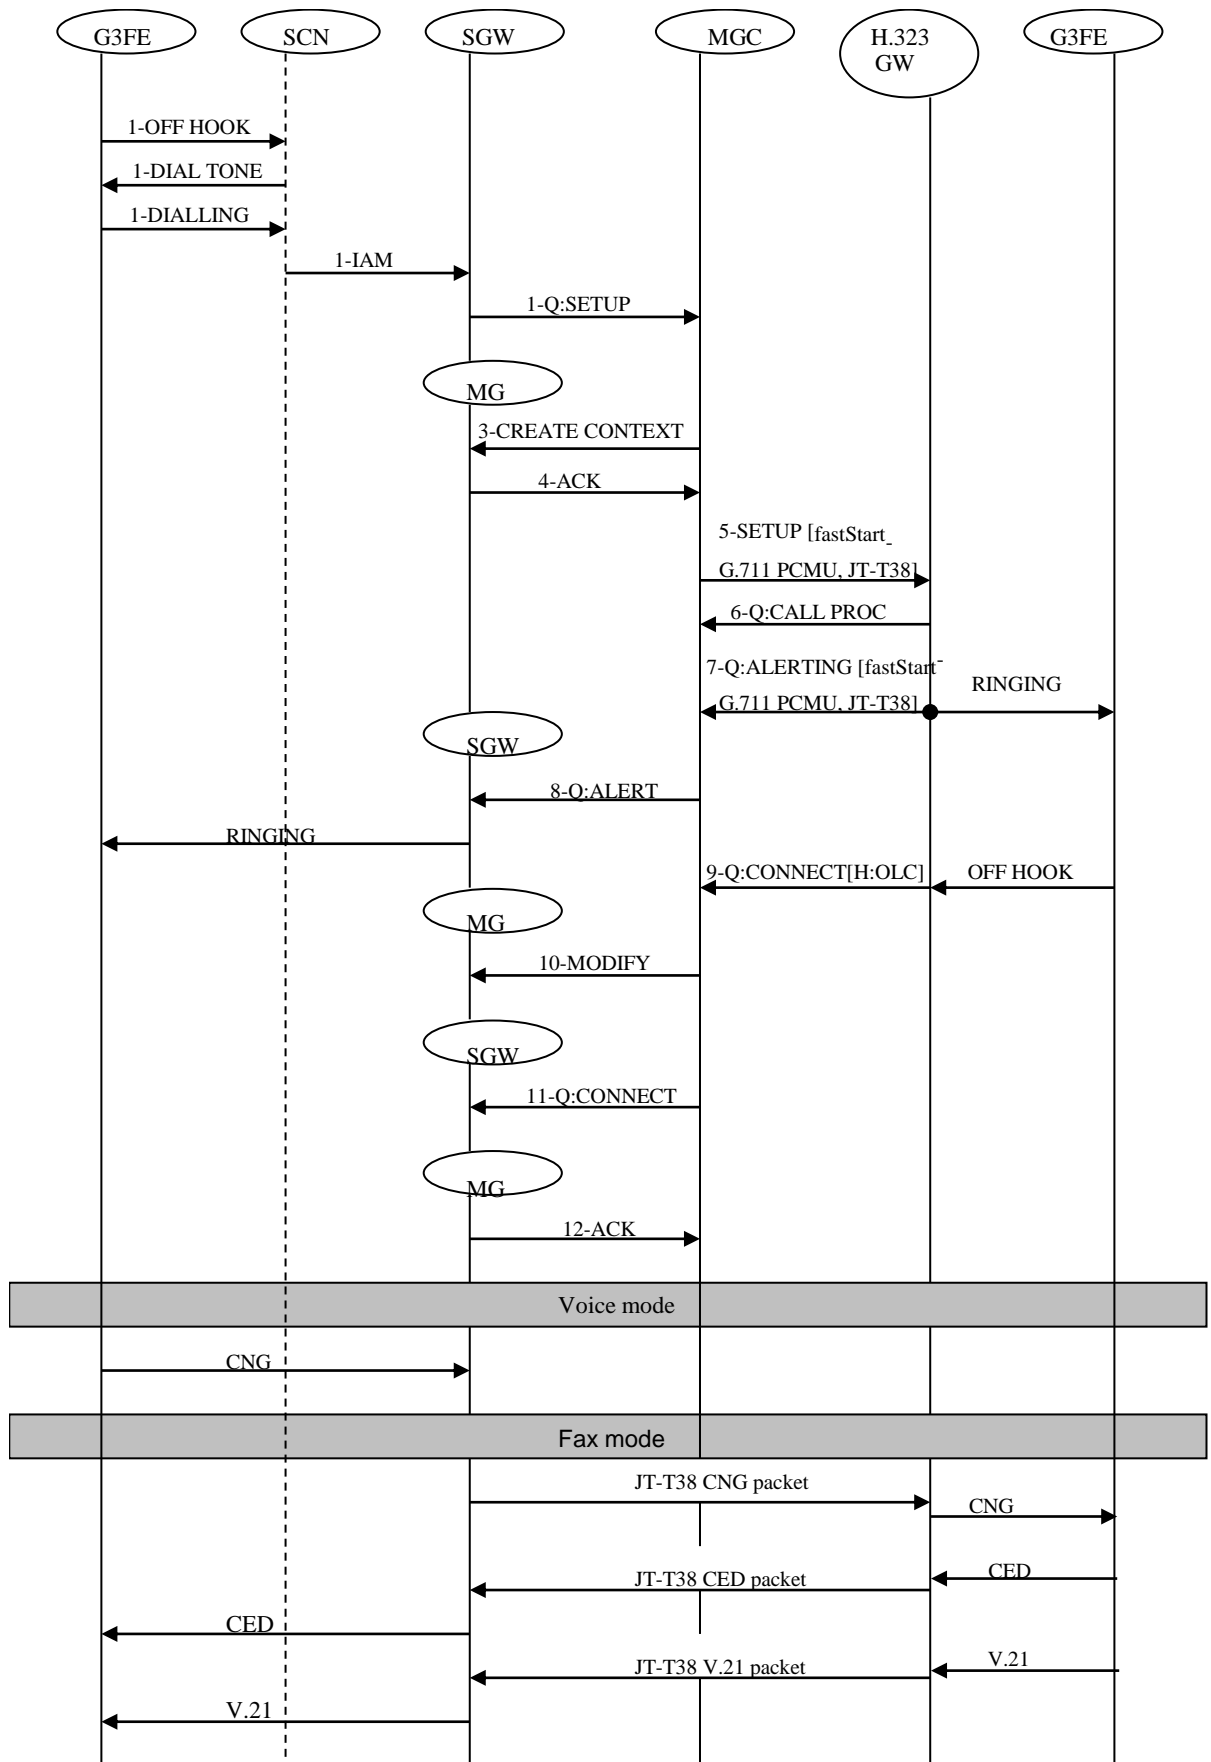 G3FE
SCN
SGW
MGC
H.323
GW
G3FE
1-OFF HOOK
1-DIAL TONE
1-DIALLING
1-IAM
1-Q:SETUP
MG
3-CREATE CONTEXT
4-ACK
5-SETUP [fastStart
G.711 PCMU, JT-T38]
6-Q:CALL PROC
7-Q:ALERTING [fastStart
RINGING
G.711 PCMU, JT-T38]
SGW
8-Q:ALERT
RINGING
9-Q:CONNECT[H:OLC]
OFF HOOK
MG
10-MODIFY
SGW
11-Q:CONNECT
MG
12-ACK
Voice mode
CNG
Fax mode
JT-T38 CNG packet
CNG
CED
JT-T38 CED packet
CED
V.21
JT-T38 V.21 packet
V.21